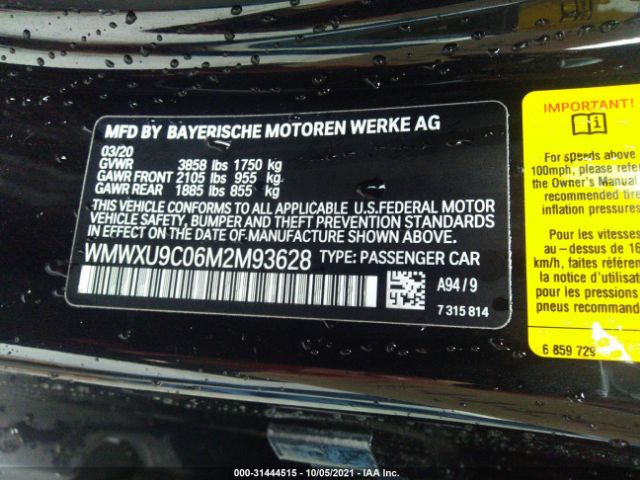 MFD BY BAYERISCHE MOTOREN WERKE AG
03/20
GVWR 3858 lbs 1750 kg
GAWR FRONT 2105 lbs 955 kg
GAWR REAR 1885 lbs 855 kg
THIS VEHICLE CONFORMS TO ALL APPLICABLE U.S.FEDERAL MOTOR
VEHICLE SAFETY, BUMPER AND THEFT PREVENTION STANDARDS
IN EFFECT ON THE DATE OF MANUFACTURE SHOWN ABOVE.
WMWXU9C06M2M93628 TYPE: PASSENGER CAR
A94/9
7 315 814
IMPORTANT!
For speeds above
100mph, please refer
the Owner's Manual
recommended tire
inflation pressures
Pour les vitesses
au-dessus de
km/h, référez
la notice d'utilisat
pour les pressions
pneus recommand
6 859 729
000-31444515 - 10/05/2021 - IAA Inc.